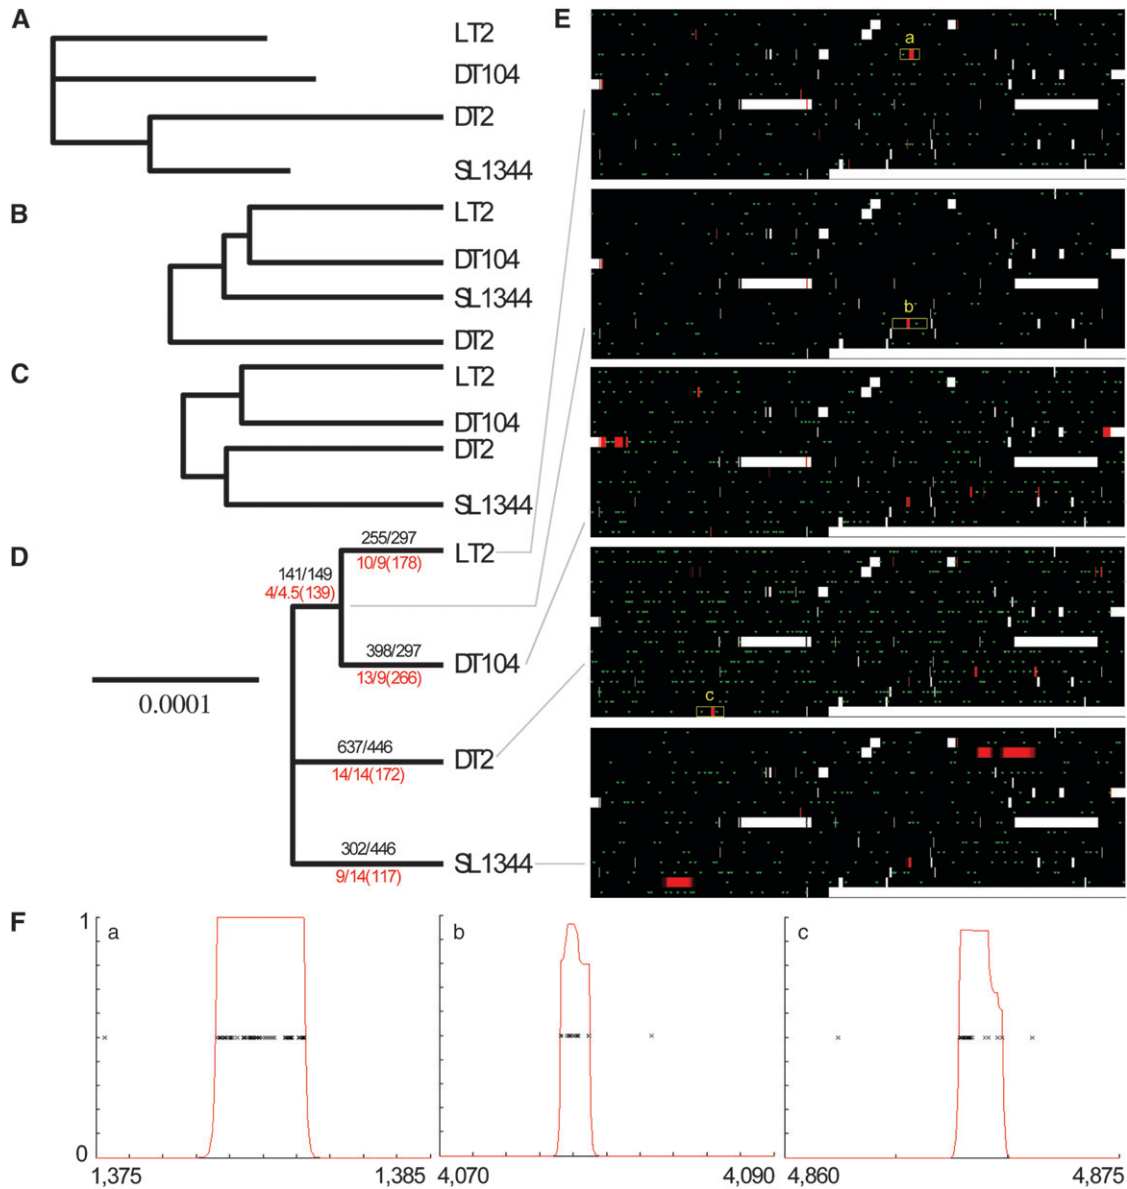 A
LT2
DT104
DT2
SL1344
B
LT2
DT104
SL1344
DT2
C
LT2
DT104
DT2
SL1344
D
255/297
10/9(178)
LT2
141/149
4/4.5(139)
398/297
13/9(266)
DT104
0.0001
637/446
14/14(172)
DT2
302/446
9/14(117)
SL1344
E
a
b
c
F
1
0
a
1,375
1,385
b
4,070
4,090
c
4,860
4,875